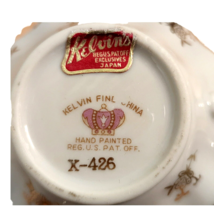 Kelvin's
REG.U.S.PAT.OFF.
EXCLUSIVES
JAPAN
KELVIN FINE CHINA
HAND PAINTED
REG. U.S. PAT. OFF.
X-426